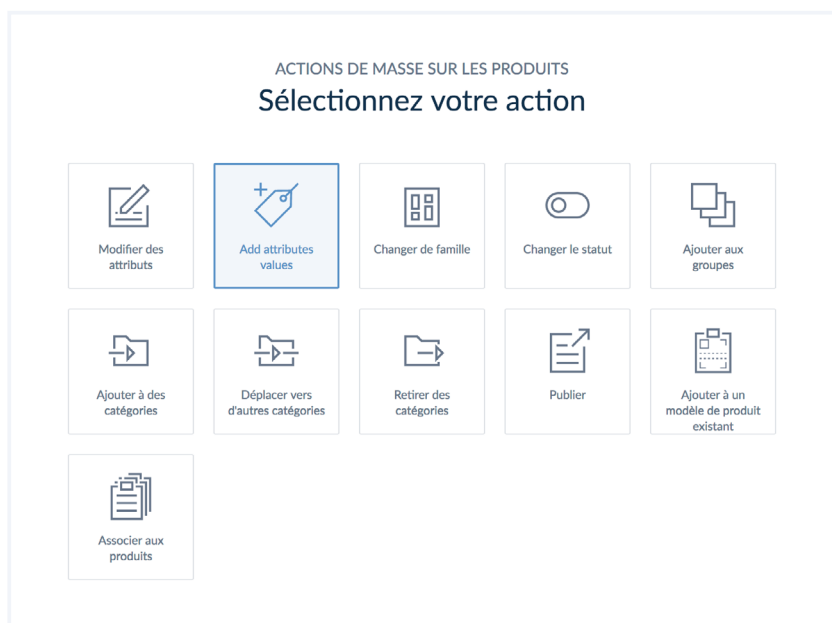 ACTIONS DE MASSE SUR LES PRODUITS
Sélectionnez votre action
Modifier des
attributs
Add attributes
values
Changer de famille
Changer le statut
Ajouter aux
groupes
Ajouter à des
catégories
Déplacer vers
d'autres catégories
Retirer des
catégories
Publier
Ajouter à un
modèle de produit
existant
Associer aux
produits